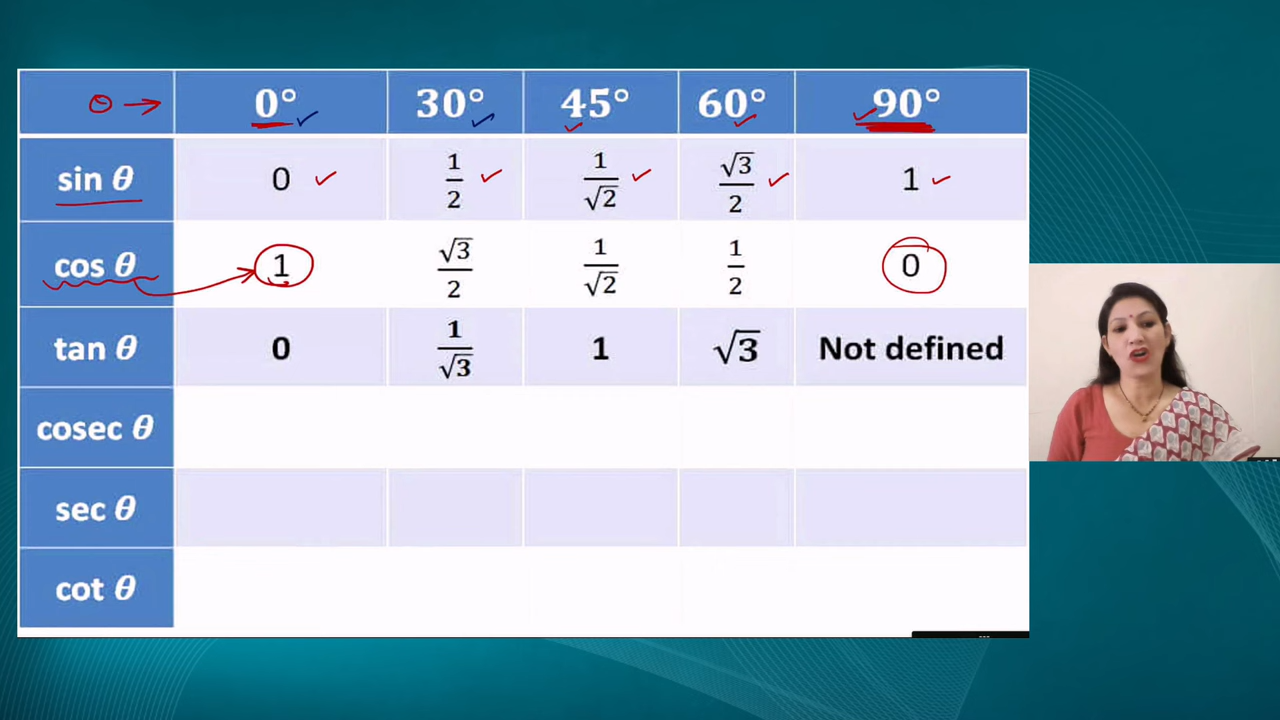 θ → 0° 30° 45° 60° 90°
sin θ 0 1/2 1/√2 √3/2 1
cos θ 1 √3/2 1/√2 1/2 0
tan θ 0 1/√3 1 √3 Not defined
cosec θ
sec θ
cot θ